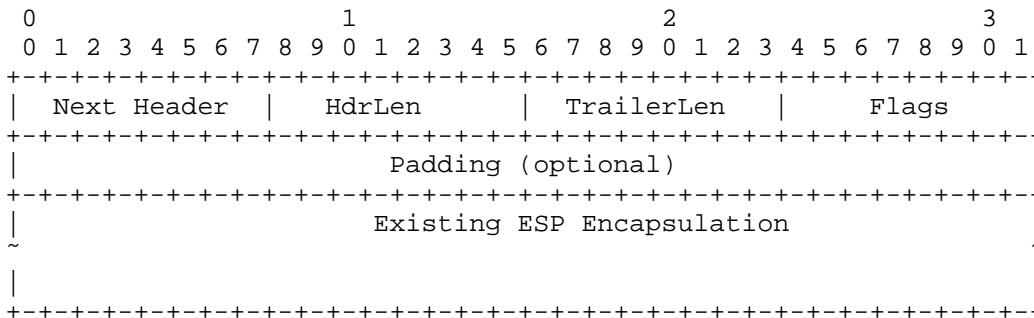 0                   1                   2                   3
 0 1 2 3 4 5 6 7 8 9 0 1 2 3 4 5 6 7 8 9 0 1 2 3 4 5 6 7 8 9 0 1
+-+-+-+-+-+-+-+-+-+-+-+-+-+-+-+-+-+-+-+-+-+-+-+-+-+-+-+-+-+-+-+-
|  Next Header  |   HdrLen      |  TrailerLen   |     Flags
+-+-+-+-+-+-+-+-+-+-+-+-+-+-+-+-+-+-+-+-+-+-+-+-+-+-+-+-+-+-+-+-
|                       Padding (optional)
+-+-+-+-+-+-+-+-+-+-+-+-+-+-+-+-+-+-+-+-+-+-+-+-+-+-+-+-+-+-+-+-
|                      Existing ESP Encapsulation
~                                                               ~
|
+-+-+-+-+-+-+-+-+-+-+-+-+-+-+-+-+-+-+-+-+-+-+-+-+-+-+-+-+-+-+-+-